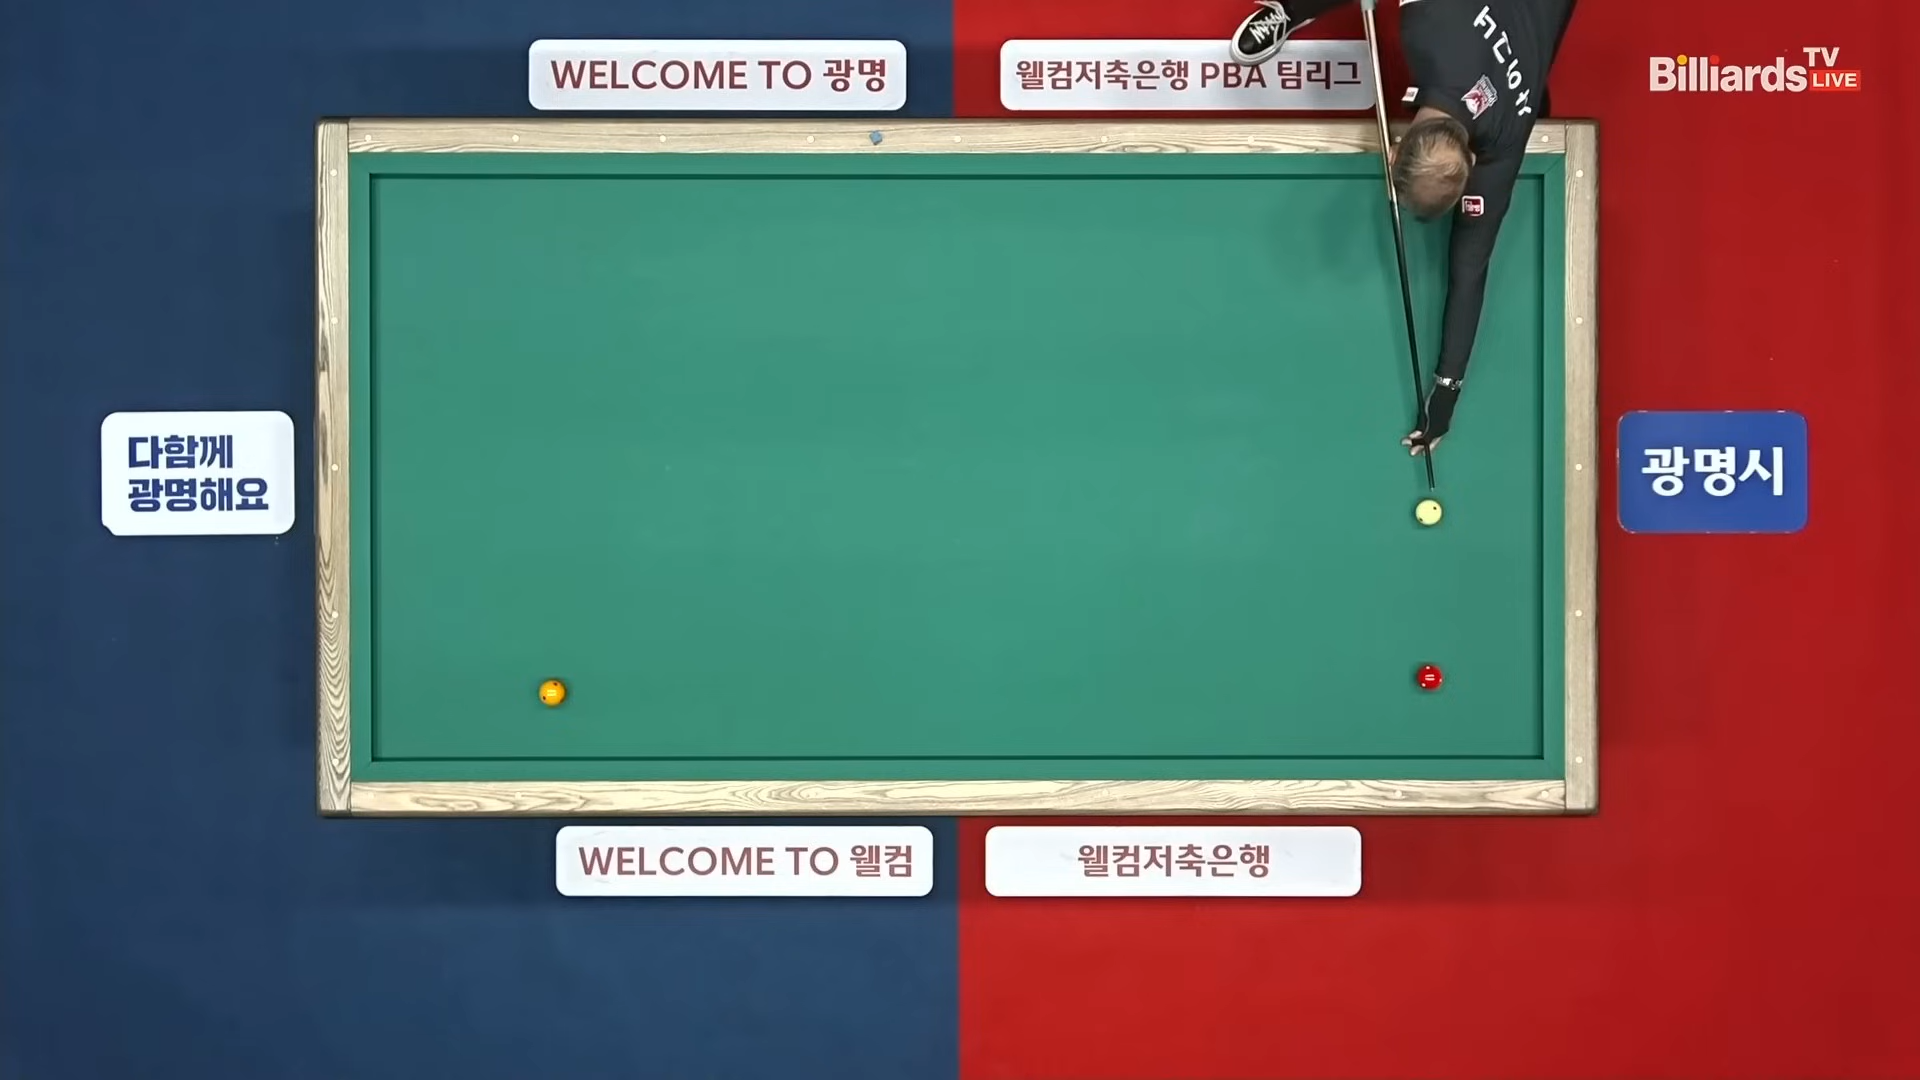 WELCOME TO 광명
웰컴저축은행 PBA 팀리그
Billiards TV
LIVE
다함께
광명해요
광명시
WELCOME TO 웰컴
웰컴저축은행